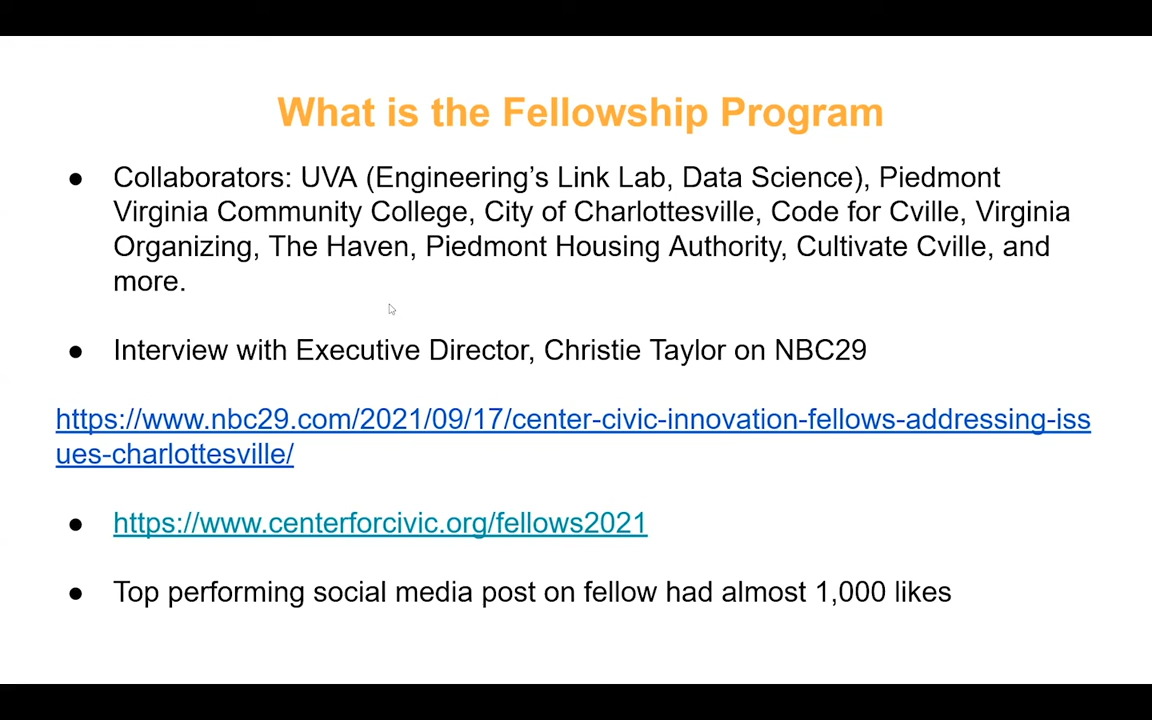 What is the Fellowship Program
● Collaborators: UVA (Engineering’s Link Lab, Data Science), Piedmont
Virginia Community College, City of Charlottesville, Code for Cville, Virginia
Organizing, The Haven, Piedmont Housing Authority, Cultivate Cville, and
more.
● Interview with Executive Director, Christie Taylor on NBC29
https://www.nbc29.com/2021/09/17/center-civic-innovation-fellows-addressing-iss
ues-charlottesville/
● https://www.centerforcivic.org/fellows2021
● Top performing social media post on fellow had almost 1,000 likes